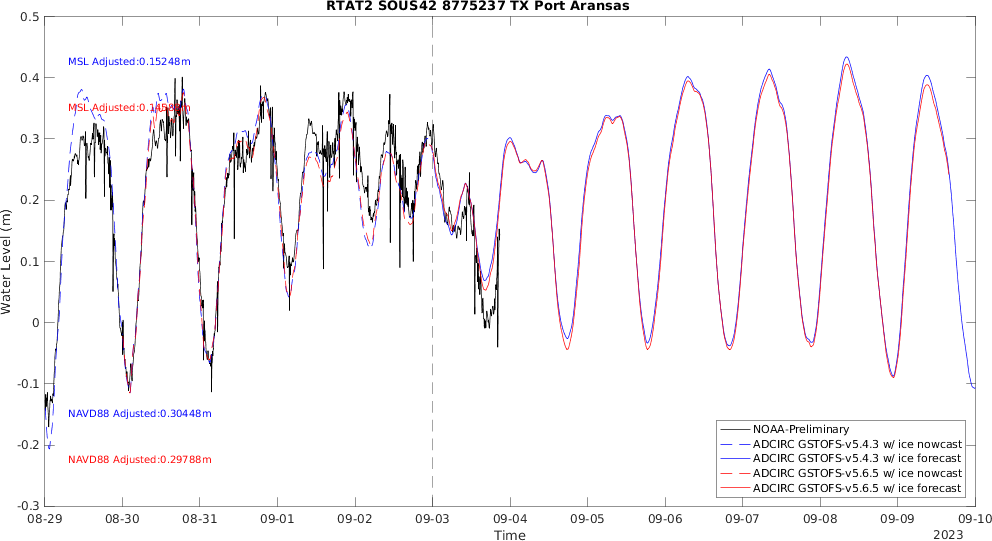 RTAT2 SOUS42 8775237 TX Port Aransas
0.5
0.4
0.3
0.2
0.1
0
-0.1
-0.2
-0.3
Water Level (m)
MSL Adjusted:0.15248m
MSL Adjusted:
NAVD88 Adjusted:0.30448m
NAVD88 Adjusted:0.29788m
NOAA-Preliminary
ADCIRC GSTOFS-v5.4.3 w/ ice nowcast
ADCIRC GSTOFS-v5.4.3 w/ ice forecast
ADCIRC GSTOFS-v5.6.5 w/ ice nowcast
ADCIRC GSTOFS-v5.6.5 w/ ice forecast
08-29 08-30 08-31 09-01 09-02 09-03 09-04 09-05 09-06 09-07 09-08 09-09 09-10
Time
2023